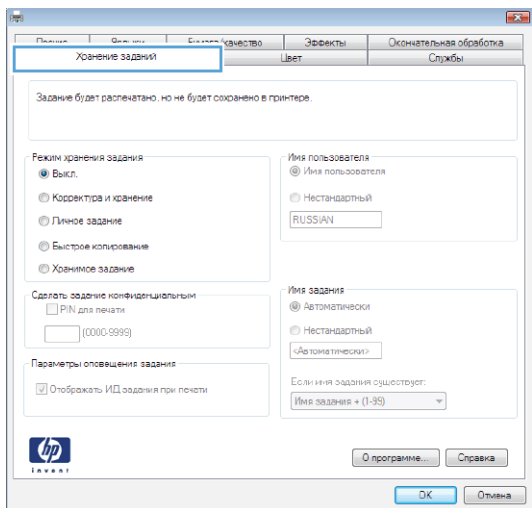 Прочие Ярлыки Бумага/качество Эффекты Окончательная обработка
Хранение заданий Цвет Службы
Задание будет распечатано, но не будет сохранено в принтере.
Режим хранения задания
Выкл.
Корректура и хранение
Личное задание
Быстрое копирование
Хранимое задание
Сделать задание конфиденциальным
PIN для печати
(0000-9999)
Параметры оповещения задания
Отображать ИД задания при печати
Имя пользователя
Имя пользователя
Нестандартный
RUSSIAN
Имя задания
Автоматически
Нестандартный
<Автоматически>
Если имя задания существует:
Имя задания + (1-99)
hp
invent
О программе... Справка
OK Отмена